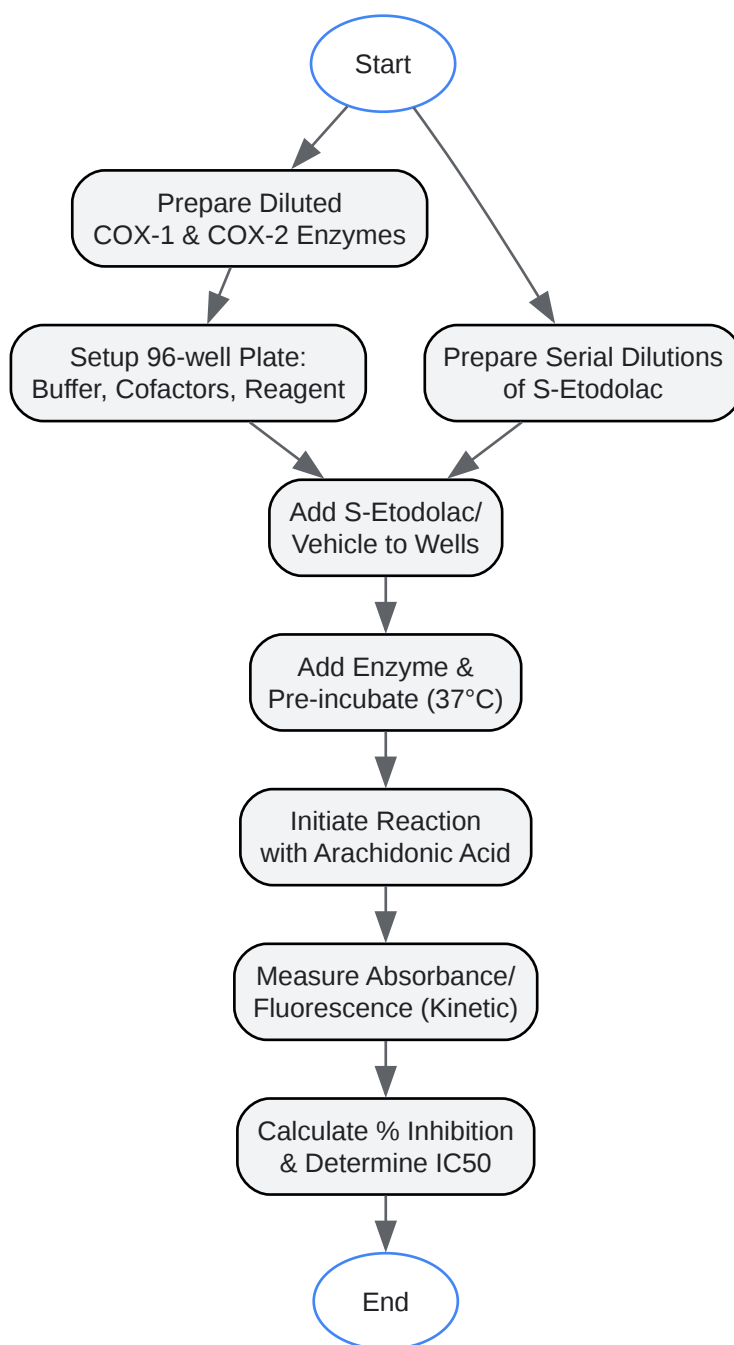 Start
Prepare Diluted
COX-1 & COX-2 Enzymes
Setup 96-well Plate:
Buffer, Cofactors, Reagent
Prepare Serial Dilutions
of S-Etodolac
Add S-Etodolac/
Vehicle to Wells
Add Enzyme &
Pre-incubate (37°C)
Initiate Reaction
with Arachidonic Acid
Measure Absorbance/
Fluorescence (Kinetic)
Calculate % Inhibition
& Determine IC50
End